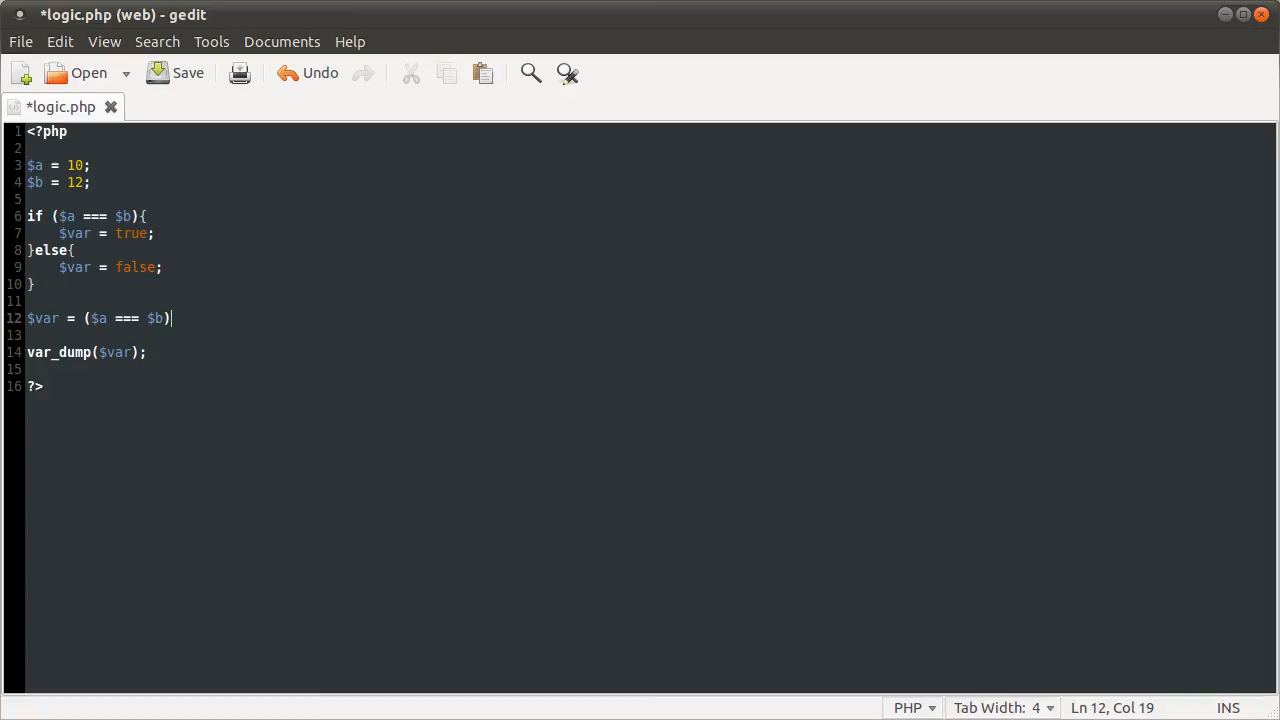 *logic.php (web) - gedit
File Edit View Search Tools Documents Help
Open Save Undo
*logic.php
1 <?php
2
3 $a = 10;
4 $b = 12;
5
6 if ($a === $b){
7     $var = true;
8 }else{
9     $var = false;
10 }
11
12 $var = ($a === $b)
13
14 var_dump($var);
15
16 ?>
PHP Tab Width: 4 Ln 12, Col 19 INS